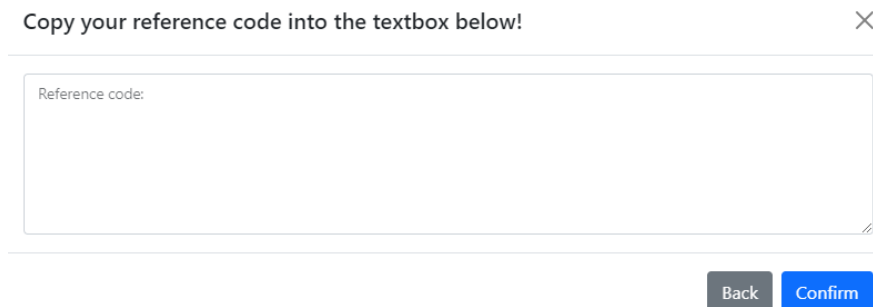 Copy your reference code into the textbox below!
Reference code:
Back Confirm